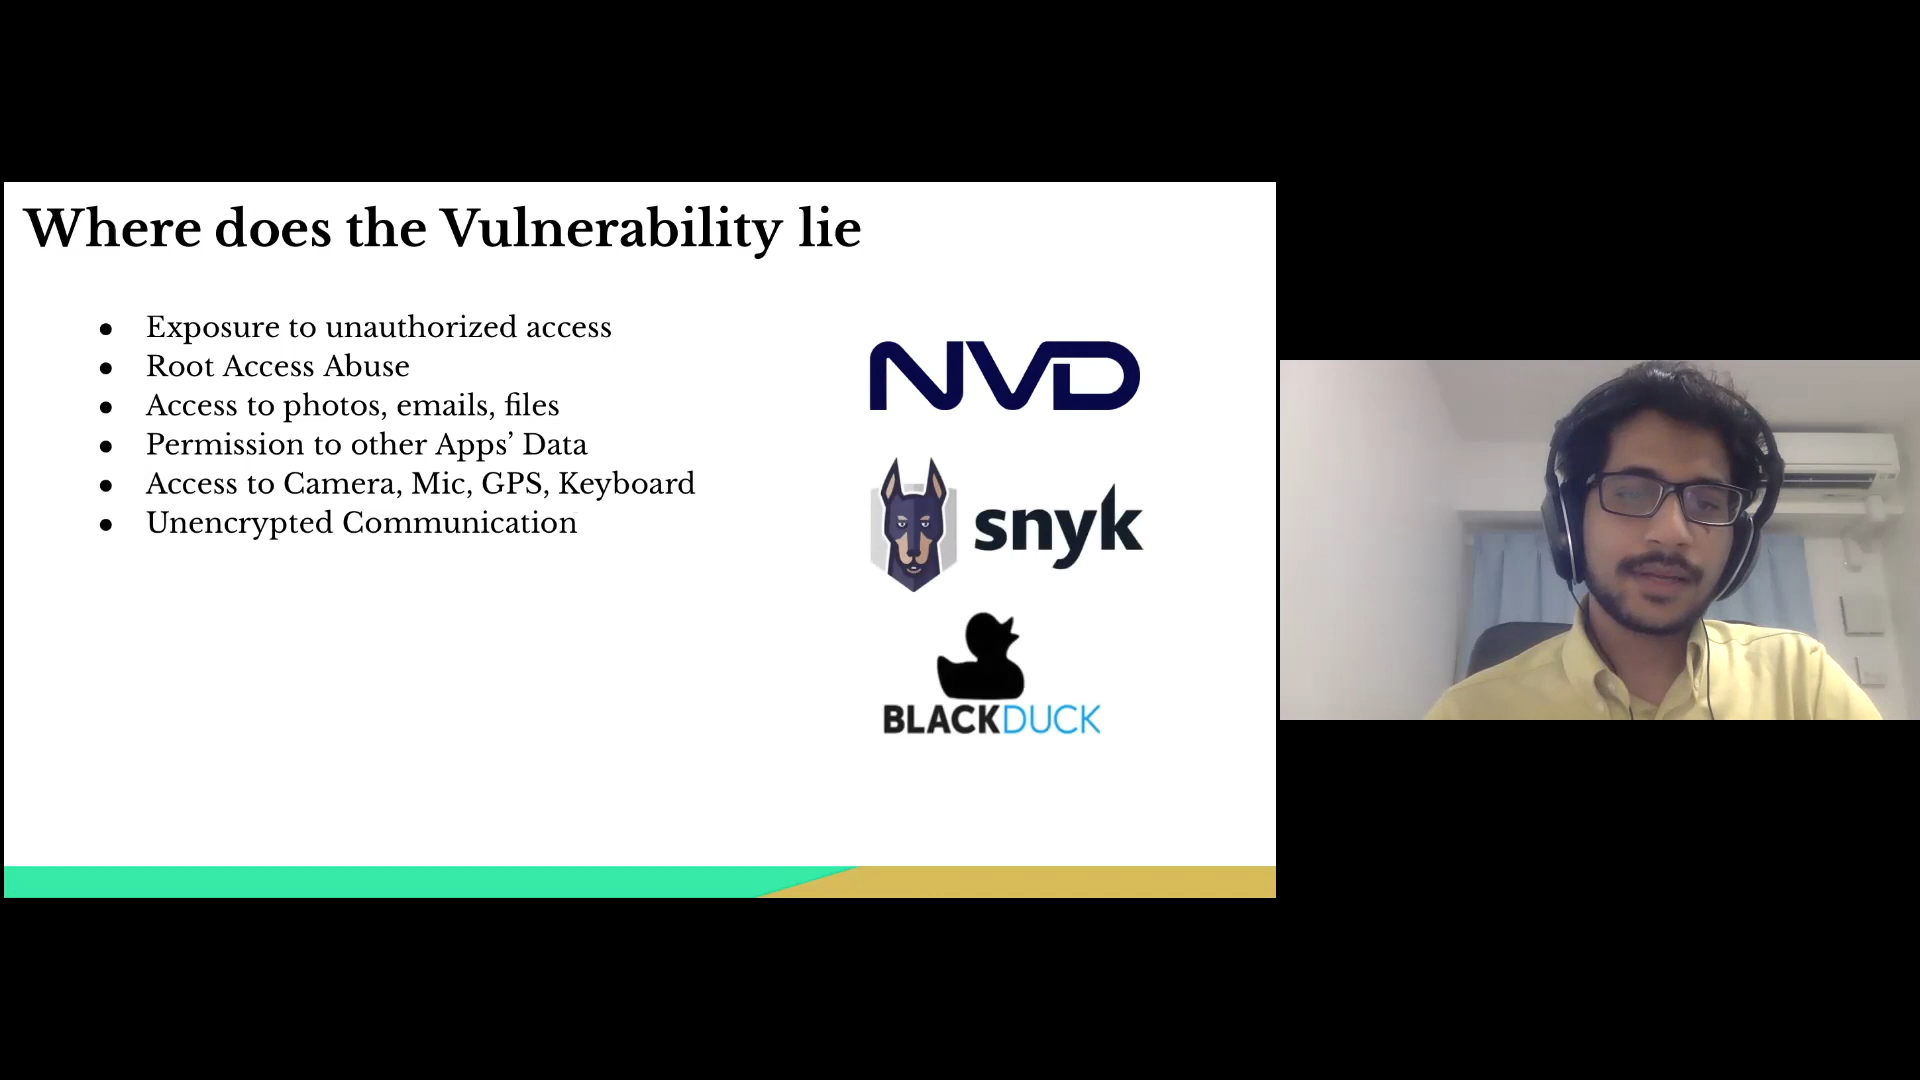 Where does the Vulnerability lie
● Exposure to unauthorized access
● Root Access Abuse
● Access to photos, emails, files
● Permission to other Apps’ Data
● Access to Camera, Mic, GPS, Keyboard
● Unencrypted Communication
NVD
snyk
BLACKDUCK